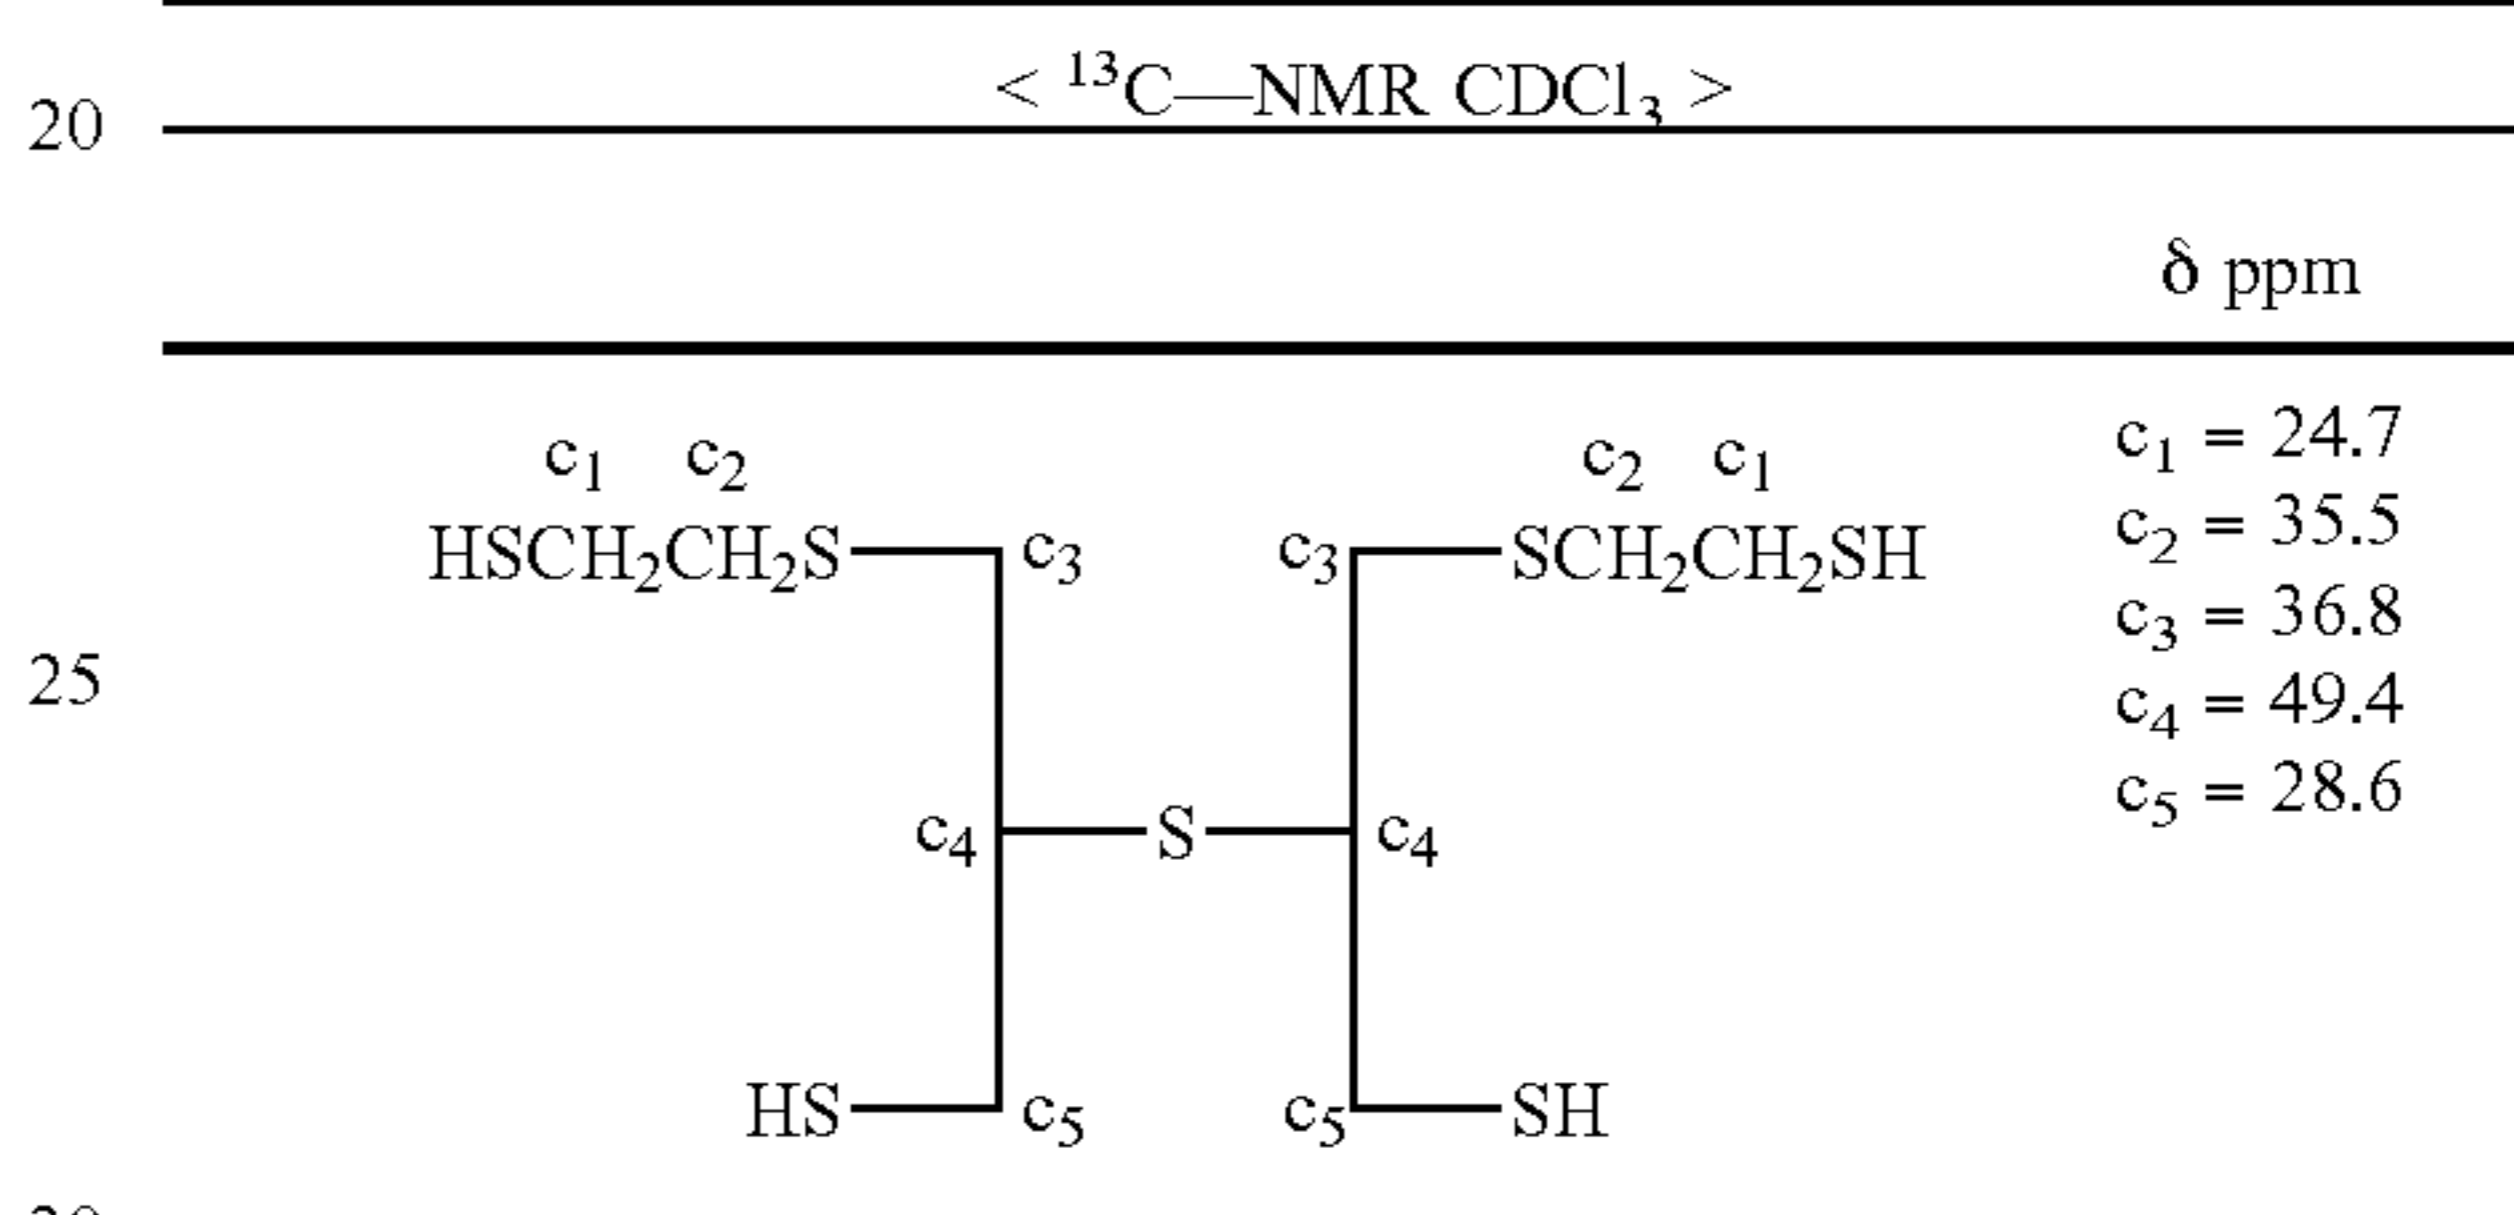 < ¹³C—NMR CDCl₃ >
20
δ ppm
c₁ c₂ c₂ c₁ c₁ = 24.7
HSCH₂CH₂S c₃ c₃ SCH₂CH₂SH c₂ = 35.5
c₃ = 36.8
25 c₄ = 49.4
c₄ S c₄ c₅ = 28.6
HS c₅ c₅ SH